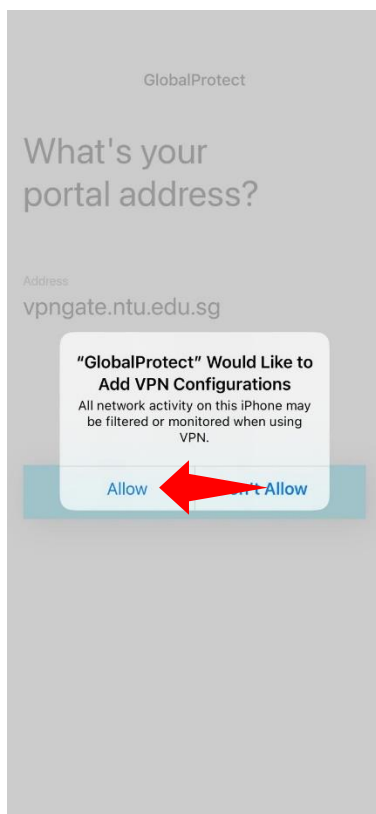 GlobalProtect
What's your
portal address?
Address
vpngate.ntu.edu.sg
“GlobalProtect” Would Like to
Add VPN Configurations
All network activity on this iPhone may
be filtered or monitored when using
VPN.
Allow Don't Allow